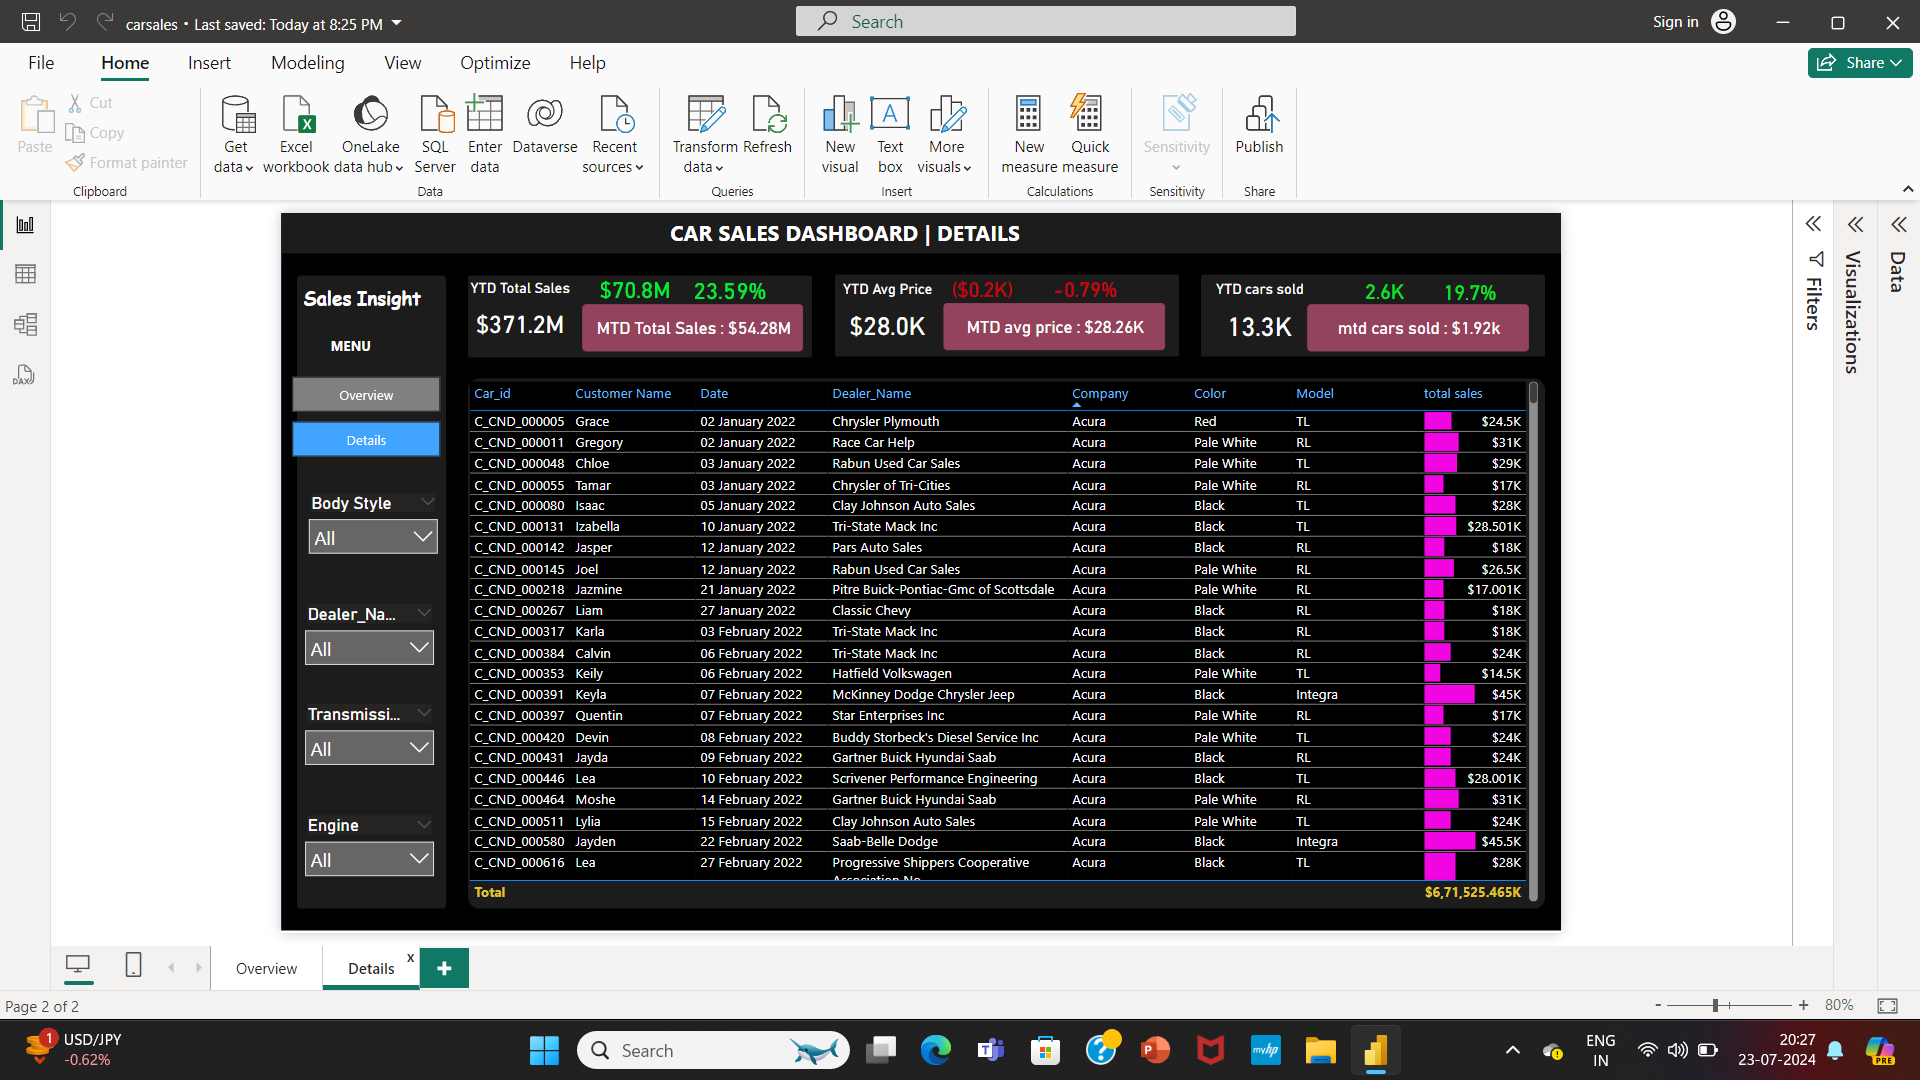 carsales • Last saved: Today at 8:25 PM
Search
Sign in
File Home Insert Modeling View Optimize Help
Share
Paste
Cut
Copy
Format painter
Clipboard
Get data
Excel workbook
OneLake data hub
SQL Server
Enter data
Dataverse
Recent sources
Data
Transform data
Refresh
Queries
New visual
Text box
More visuals
Insert
New measure
Quick measure
Calculations
Sensitivity
Sensitivity
Publish
Share
CAR SALES DASHBOARD | DETAILS
Sales Insight
MENU
Overview
Details
Body Style
All
Dealer_Na...
All
Transmissi...
All
Engine
All
YTD Total Sales $70.8M 23.59%
$371.2M MTD Total Sales : $54.28M
YTD Avg Price ($0.2K) -0.79%
$28.0K MTD avg price : $28.26K
YTD cars sold 2.6K 19.7%
13.3K mtd cars sold : $1.92k
Car_id Customer Name Date Dealer_Name Company Color Model total sales
C_CND_000005 Grace 02 January 2022 Chrysler Plymouth Acura Red TL $24.5K
C_CND_000011 Gregory 02 January 2022 Race Car Help Acura Pale White RL $31K
C_CND_000048 Chloe 03 January 2022 Rabun Used Car Sales Acura Pale White TL $29K
C_CND_000055 Tamar 03 January 2022 Chrysler of Tri-Cities Acura Pale White RL $17K
C_CND_000080 Isaac 05 January 2022 Clay Johnson Auto Sales Acura Black TL $28K
C_CND_000131 Izabella 10 January 2022 Tri-State Mack Inc Acura Black TL $28.501K
C_CND_000142 Jasper 12 January 2022 Pars Auto Sales Acura Black RL $18K
C_CND_000145 Joel 12 January 2022 Rabun Used Car Sales Acura Pale White RL $26.5K
C_CND_000218 Jazmine 21 January 2022 Pitre Buick-Pontiac-Gmc of Scottsdale Acura Pale White RL $17.001K
C_CND_000267 Liam 27 January 2022 Classic Chevy Acura Black RL $18K
C_CND_000317 Karla 03 February 2022 Tri-State Mack Inc Acura Black RL $18K
C_CND_000384 Calvin 06 February 2022 Tri-State Mack Inc Acura Black RL $24K
C_CND_000353 Keily 06 February 2022 Hatfield Volkswagen Acura Pale White TL $14.5K
C_CND_000391 Keyla 07 February 2022 McKinney Dodge Chrysler Jeep Acura Black Integra $45K
C_CND_000397 Quentin 07 February 2022 Star Enterprises Inc Acura Pale White RL $17K
C_CND_000420 Devin 08 February 2022 Buddy Storbeck's Diesel Service Inc Acura Pale White TL $24K
C_CND_000431 Jayda 09 February 2022 Gartner Buick Hyundai Saab Acura Black RL $24K
C_CND_000446 Lea 10 February 2022 Scrivener Performance Engineering Acura Black TL $28.001K
C_CND_000464 Moshe 14 February 2022 Gartner Buick Hyundai Saab Acura Pale White RL $31K
C_CND_000511 Lylia 15 February 2022 Clay Johnson Auto Sales Acura Pale White TL $24K
C_CND_000580 Jayden 22 February 2022 Saab-Belle Dodge Acura Black Integra $45.5K
C_CND_000616 Lea 27 February 2022 Progressive Shippers Cooperative Acura Black TL $28K
Association No
Total $6,71,525.465K
Filters
Visualizations
Data
DAX
Overview Details x
Page 2 of 2
- + 80%
1 USD/JPY
-0.62%
Search
myhp
ENG
IN
20:27
23-07-2024
PRE